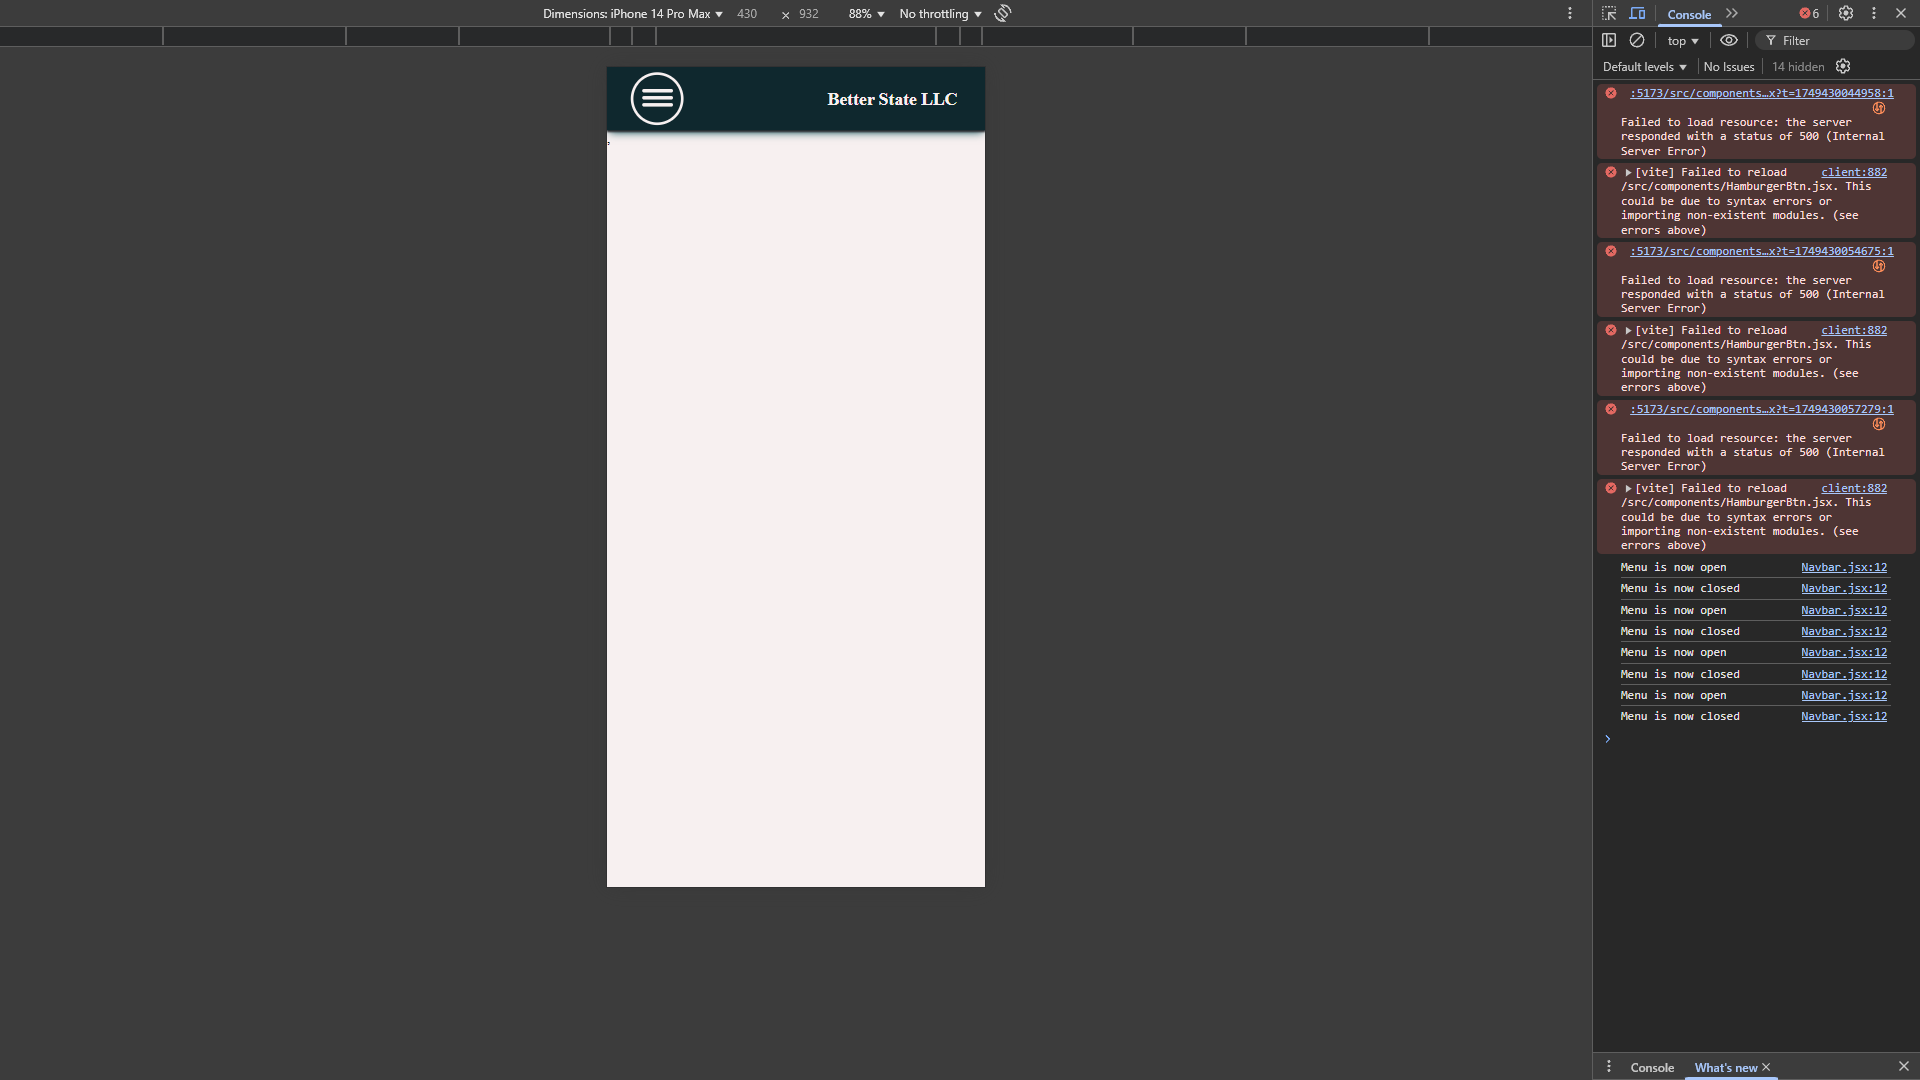 Dimensions: iPhone 14 Pro Max 430 x 932 88% No throttling
Better State LLC
Console 6
top Filter
Default levels No Issues 14 hidden
:5173/src/components…x?t=1749430044958:1
Failed to load resource: the server
responded with a status of 500 (Internal
Server Error)
[vite] Failed to reload client:882
/src/components/HamburgerBtn.jsx. This
could be due to syntax errors or
importing non-existent modules. (see
errors above)
:5173/src/components…x?t=1749430054675:1
Failed to load resource: the server
responded with a status of 500 (Internal
Server Error)
[vite] Failed to reload client:882
/src/components/HamburgerBtn.jsx. This
could be due to syntax errors or
importing non-existent modules. (see
errors above)
:5173/src/components…x?t=1749430057279:1
Failed to load resource: the server
responded with a status of 500 (Internal
Server Error)
[vite] Failed to reload client:882
/src/components/HamburgerBtn.jsx. This
could be due to syntax errors or
importing non-existent modules. (see
errors above)
Menu is now open Navbar.jsx:12
Menu is now closed Navbar.jsx:12
Menu is now open Navbar.jsx:12
Menu is now closed Navbar.jsx:12
Menu is now open Navbar.jsx:12
Menu is now closed Navbar.jsx:12
Menu is now open Navbar.jsx:12
Menu is now closed Navbar.jsx:12
Console What's new